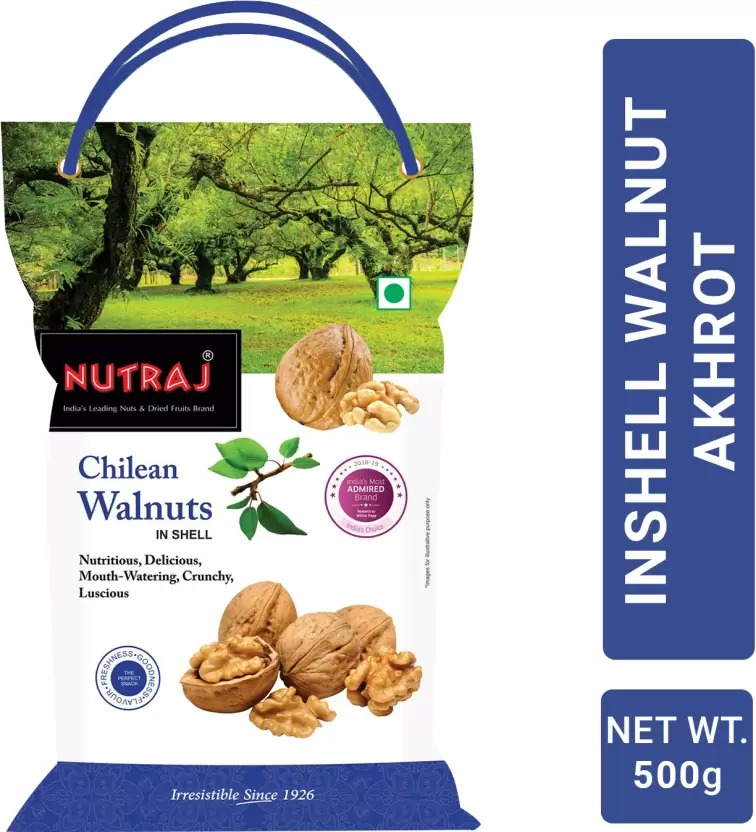 NUTRAJ®
India's Leading Nuts & Dried Fruits Brand
Chilean
Walnuts
IN SHELL
Nutritious, Delicious,
Mouth-Watering, Crunchy,
Luscious
2018-19
India's Most
ADMIRED
Brand
India's Choice
*Images for illustrative purpose only
FRESHNESS • GOODNESS • FLAVOUR •
THE
PERFECT
SNACK
Irresistible Since 1926
INSHELL WALNUT
AKHROT
NET WT.
500g